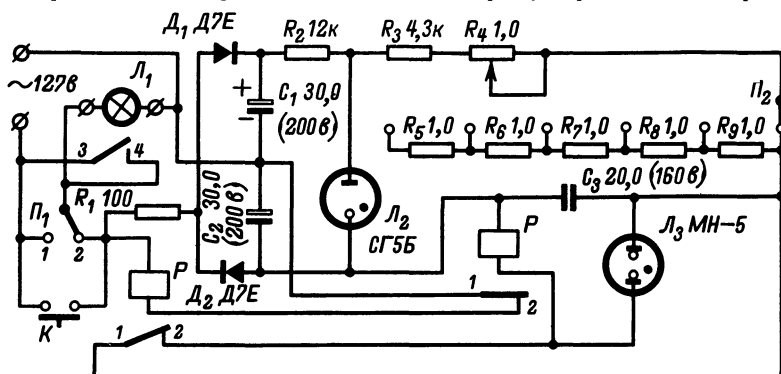 Д₁ Д7Е
R₂ 12к
R₃ 4,3к
R₄ 1,0
~127в
Л₁
+
−
C₁ 30,0
(200в)
П₂
R₅ 1,0
R₆ 1,0
R₇ 1,0
R₈ 1,0
R₉ 1,0
3
4
C₃ 20,0 (160в)
R₁ 100
C₂ 30,0
(200в)
Л₂
СГ5Б
Р
Л₃ МН-5
П₁
1
2
Р
Д₂ Д7Е
1
2
К
1
2